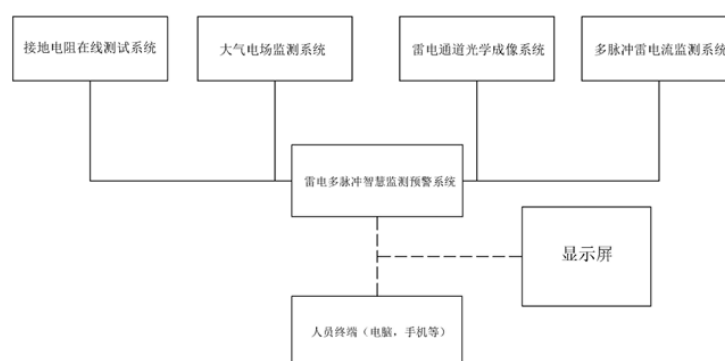 接地电阻在线测试系统
大气电场监测系统
雷电通道光学成像系统
多脉冲雷电流监测系统
雷电多脉冲智慧监测预警系统
显示屏
人员终端（电脑，手机等）